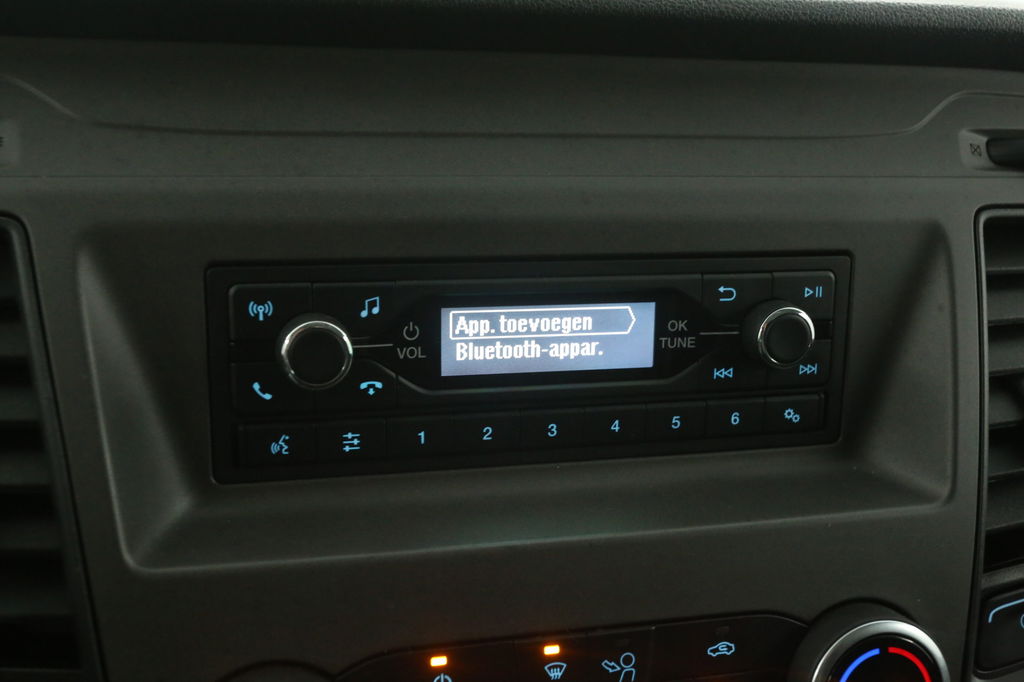 App. toevoegen
Bluetooth-appar.
VOL
OK
TUNE
1 2 3 4 5 6